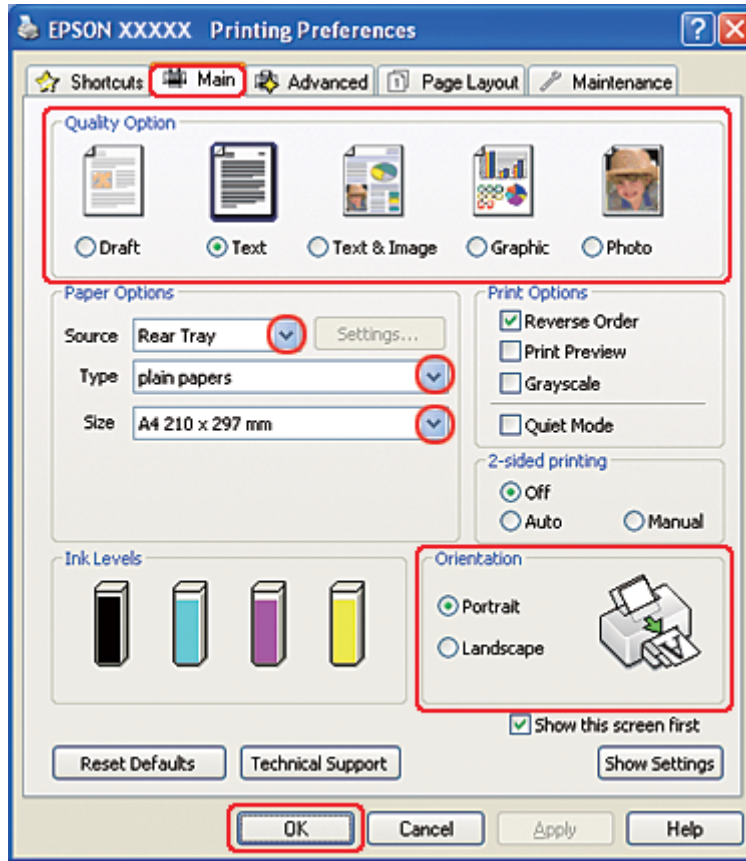 EPSON XXXXX Printing Preferences
Shortcuts Main Advanced 1 Page Layout Maintenance
Quality Option
Draft Text Text & Image Graphic Photo
Paper Options
Source Rear Tray Settings...
Type plain papers
Size A4 210 x 297 mm
Print Options
Reverse Order
Print Preview
Grayscale
Quiet Mode
2-sided printing
Off
Auto Manual
Ink Levels
Orientation
Portrait
Landscape
A
Show this screen first
Reset Defaults Technical Support Show Settings
OK Cancel Apply Help